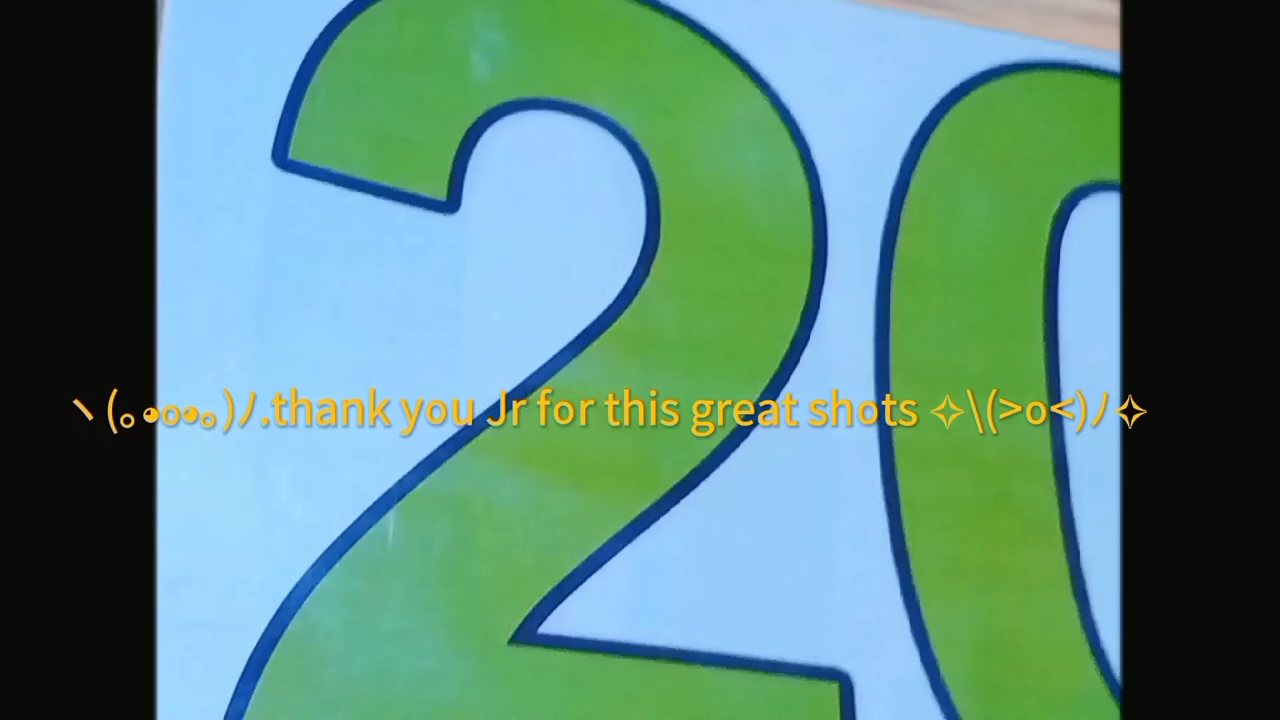 20
ヽ(｡◕o◕｡)ﾉ.thank you Jr for this great shots ✧\(>o<)ﾉ✧